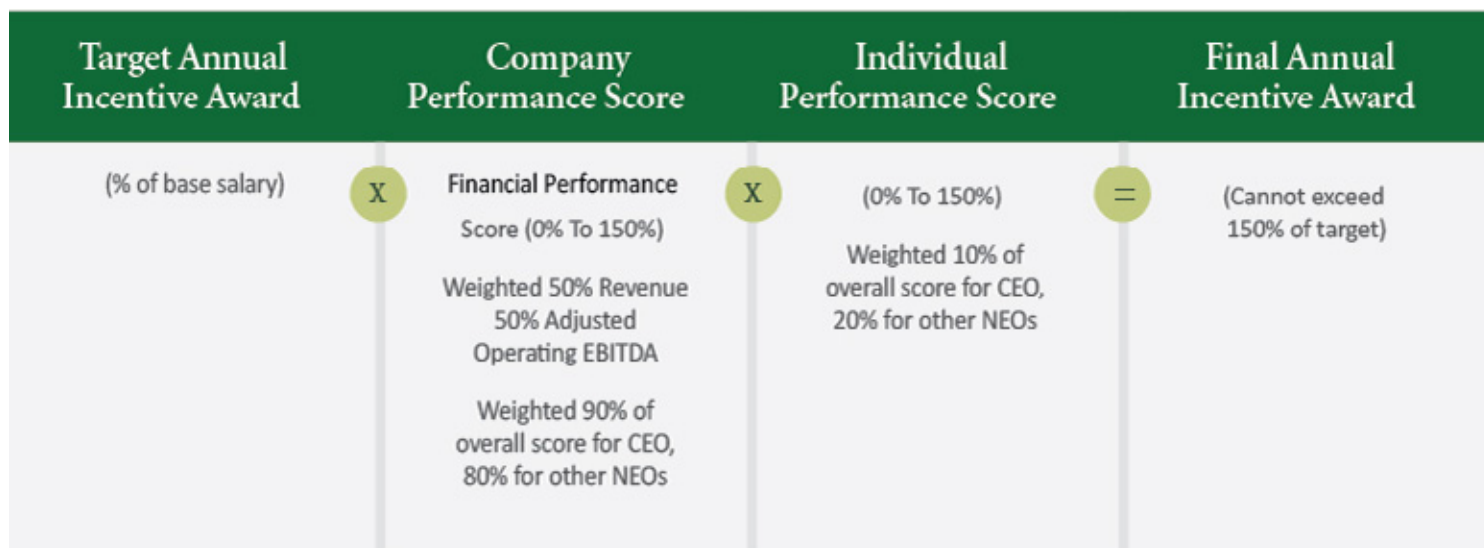 Target Annual
Incentive Award
Company
Performance Score
Individual
Performance Score
Final Annual
Incentive Award
(% of base salary)
X
Financial Performance
Score (0% To 150%)
Weighted 50% Revenue
50% Adjusted
Operating EBITDA
Weighted 90% of
overall score for CEO,
80% for other NEOs
X
(0% To 150%)
Weighted 10% of
overall score for CEO,
20% for other NEOs
=
(Cannot exceed
150% of target)